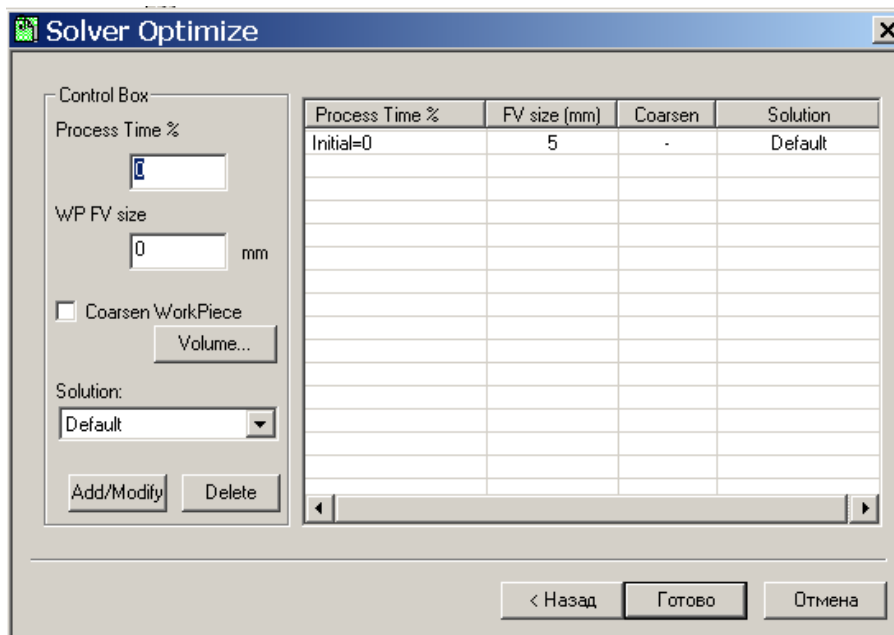 Solver Optimize
Control Box
Process Time %
0
WP FV size
0 mm
Coarsen WorkPiece
Volume...
Solution:
Default
Add/Modify Delete
Process Time % FV size (mm) Coarsen Solution
Initial=0 5 - Default
< Назад Готово Отмена